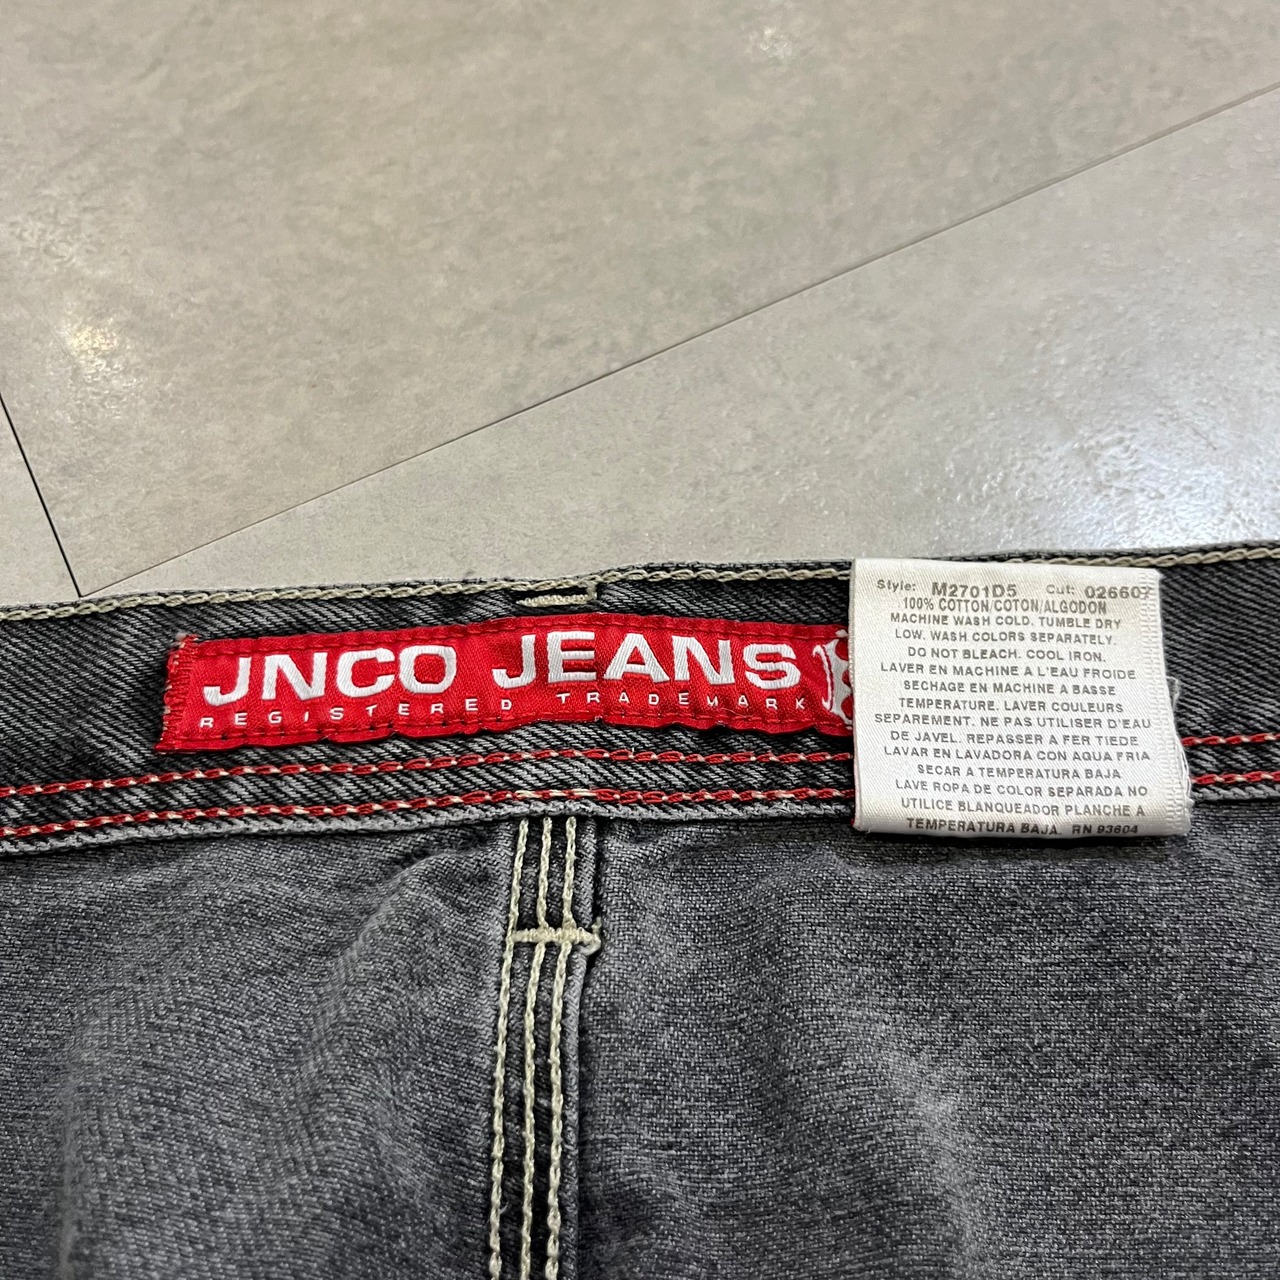 JNCO JEANS
REGISTERED TRADEMARK
Style: M2701D5 Cut: 026607
100% COTTON/COTON/ALGODON
MACHINE WASH COLD. TUMBLE DRY
LOW. WASH COLORS SEPARATELY.
DO NOT BLEACH. COOL IRON.
LAVER EN MACHINE A L'EAU FROIDE
SECHAGE EN MACHINE A BASSE
TEMPERATURE. LAVER COULEURS
SEPAREMENT. NE PAS UTILISER D'EAU
DE JAVEL. REPASSER A FER TIEDE
LAVAR EN LAVADORA CON AQUA FRIA
SECAR A TEMPERATURA BAJA
LAVE ROPA DE COLOR SEPARADA NO
UTILICE BLANQUEADOR PLANCHE A
TEMPERATURA BAJA. RN 93604